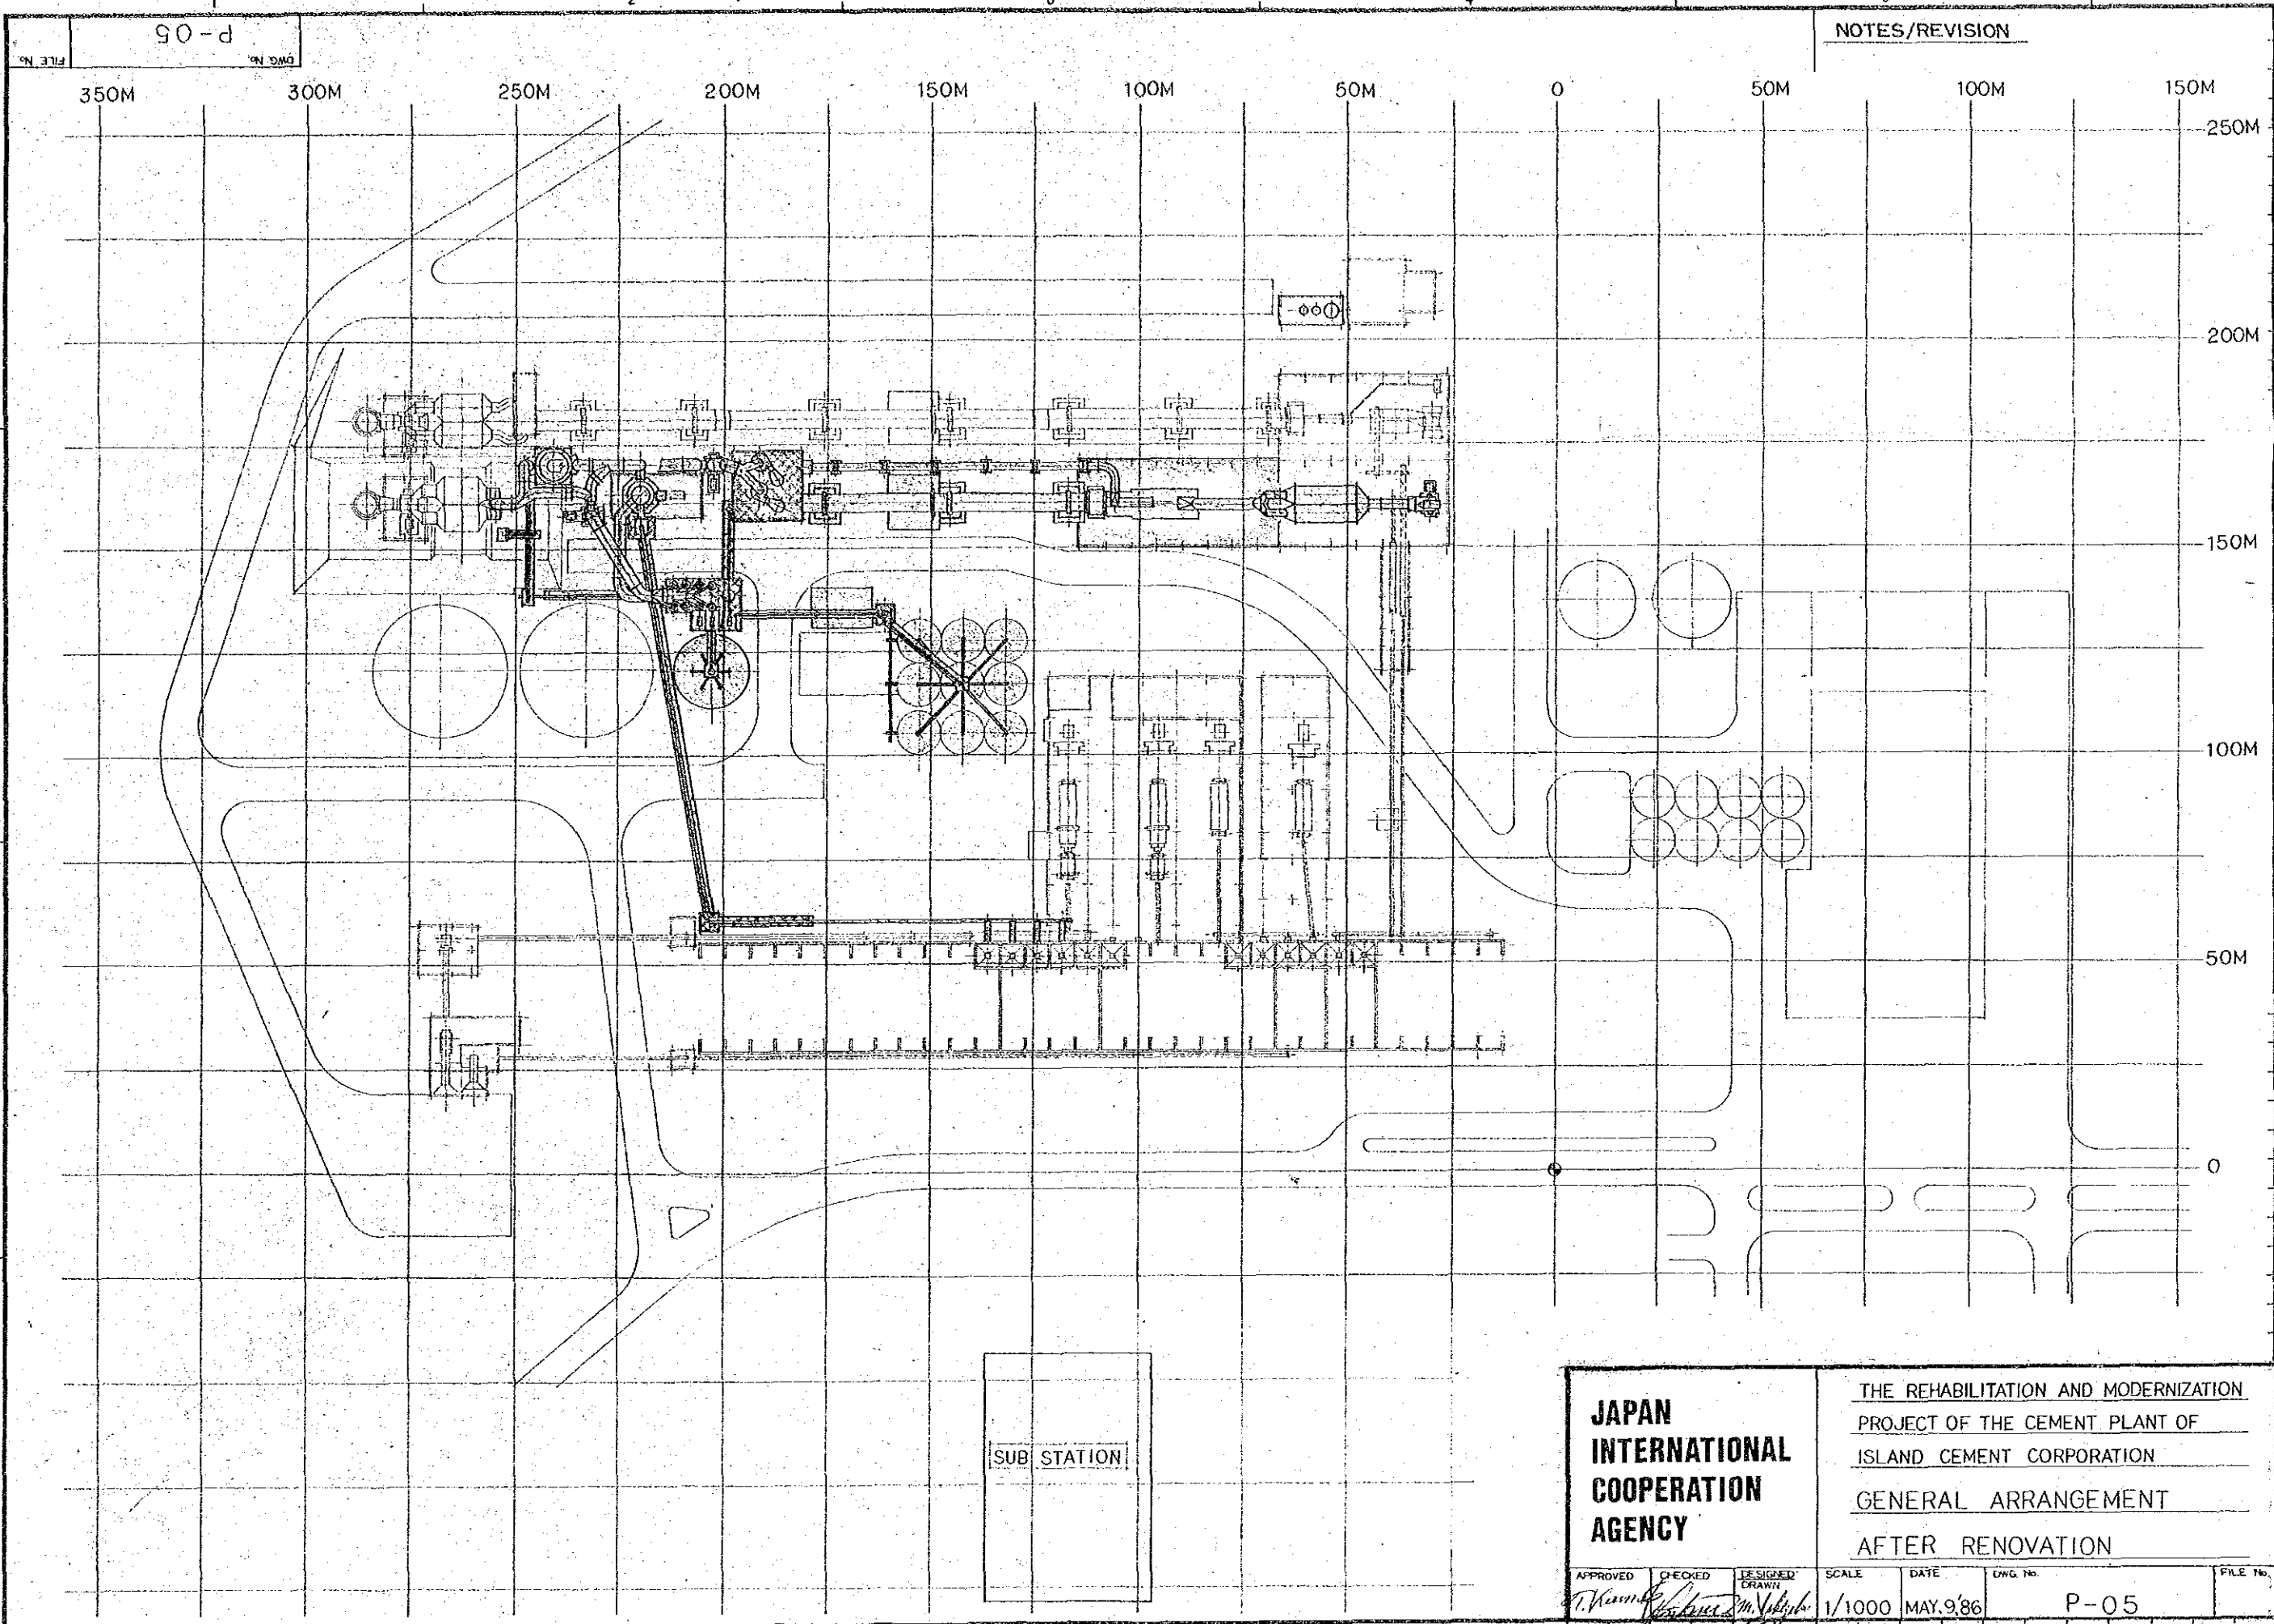 P-05
DWG. No.
FILE No.
NOTES/REVISION
350M 300M 250M 200M 150M 100M 50M 0 50M 100M 150M
250M
200M
150M
100M
50M
0
SUB STATION
JAPAN
INTERNATIONAL
COOPERATION
AGENCY
THE REHABILITATION AND MODERNIZATION
PROJECT OF THE CEMENT PLANT OF
ISLAND CEMENT CORPORATION
GENERAL ARRANGEMENT
AFTER RENOVATION
APPROVED CHECKED DESIGNED DRAWN SCALE DATE DWG. No. FILE No.
1/1000 MAY.9.86 P-05